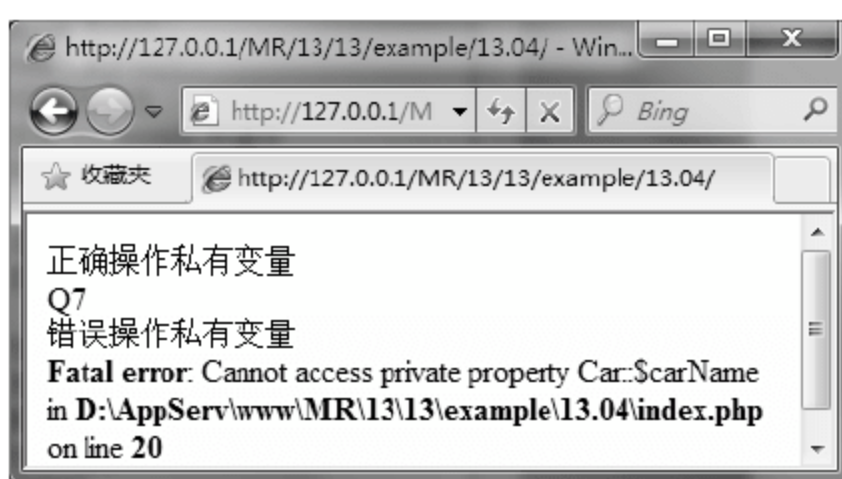 http://127.0.0.1/MR/13/13/example/13.04/ - Win...
http://127.0.0.1/M Bing
收藏夹 http://127.0.0.1/MR/13/13/example/13.04/
正确操作私有变量
Q7
错误操作私有变量
Fatal error: Cannot access private property Car::$carName
in D:\AppServ\www\MR\13\13\example\13.04\index.php
on line 20